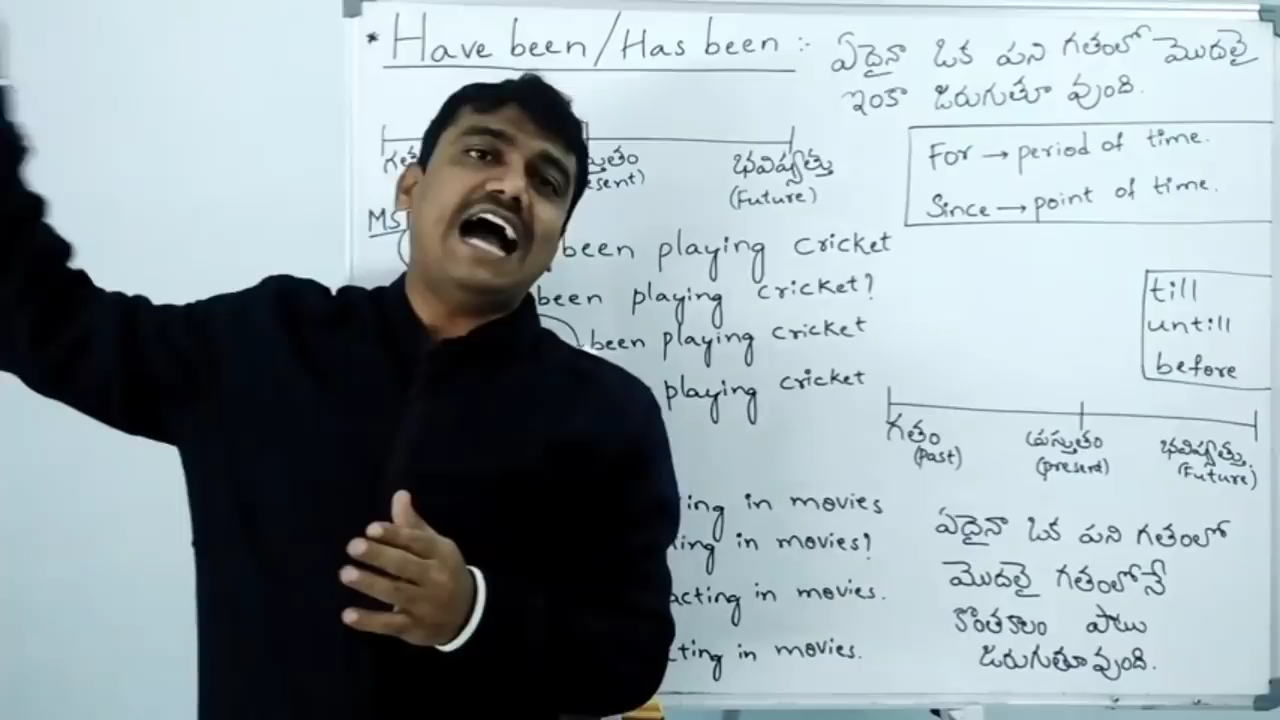 * Have been / Has been :- ఏదైనా ఒక పని గతంలో మొదలై
ఇంకా జరుగుతూ వుంది.
భవిష్యత్తు
(Future)
For → period of time.
Since → point of time.
MS
been playing cricket
been playing cricket?
been playing cricket
playing cricket
till
untill
before
గతం
(past)
ప్రస్తుతం
(present)
భవిష్యత్తు
(Future)
in movies
in movies?
acting in movies.
in movies.
ఏదైనా ఒక పని గతంలో
మొదలై గతంలోనే
కొంతకాలం పాటు
జరుగుతూ వుంది.